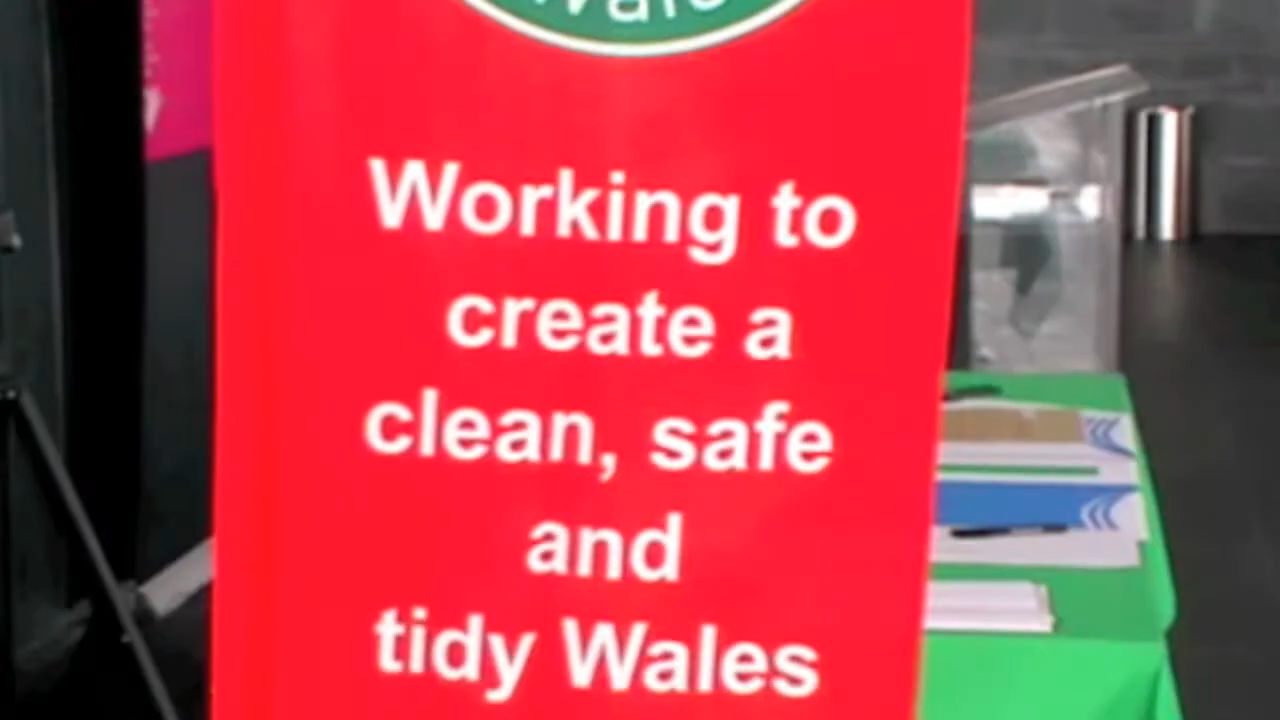 Working to
create a
clean, safe
and
tidy Wales